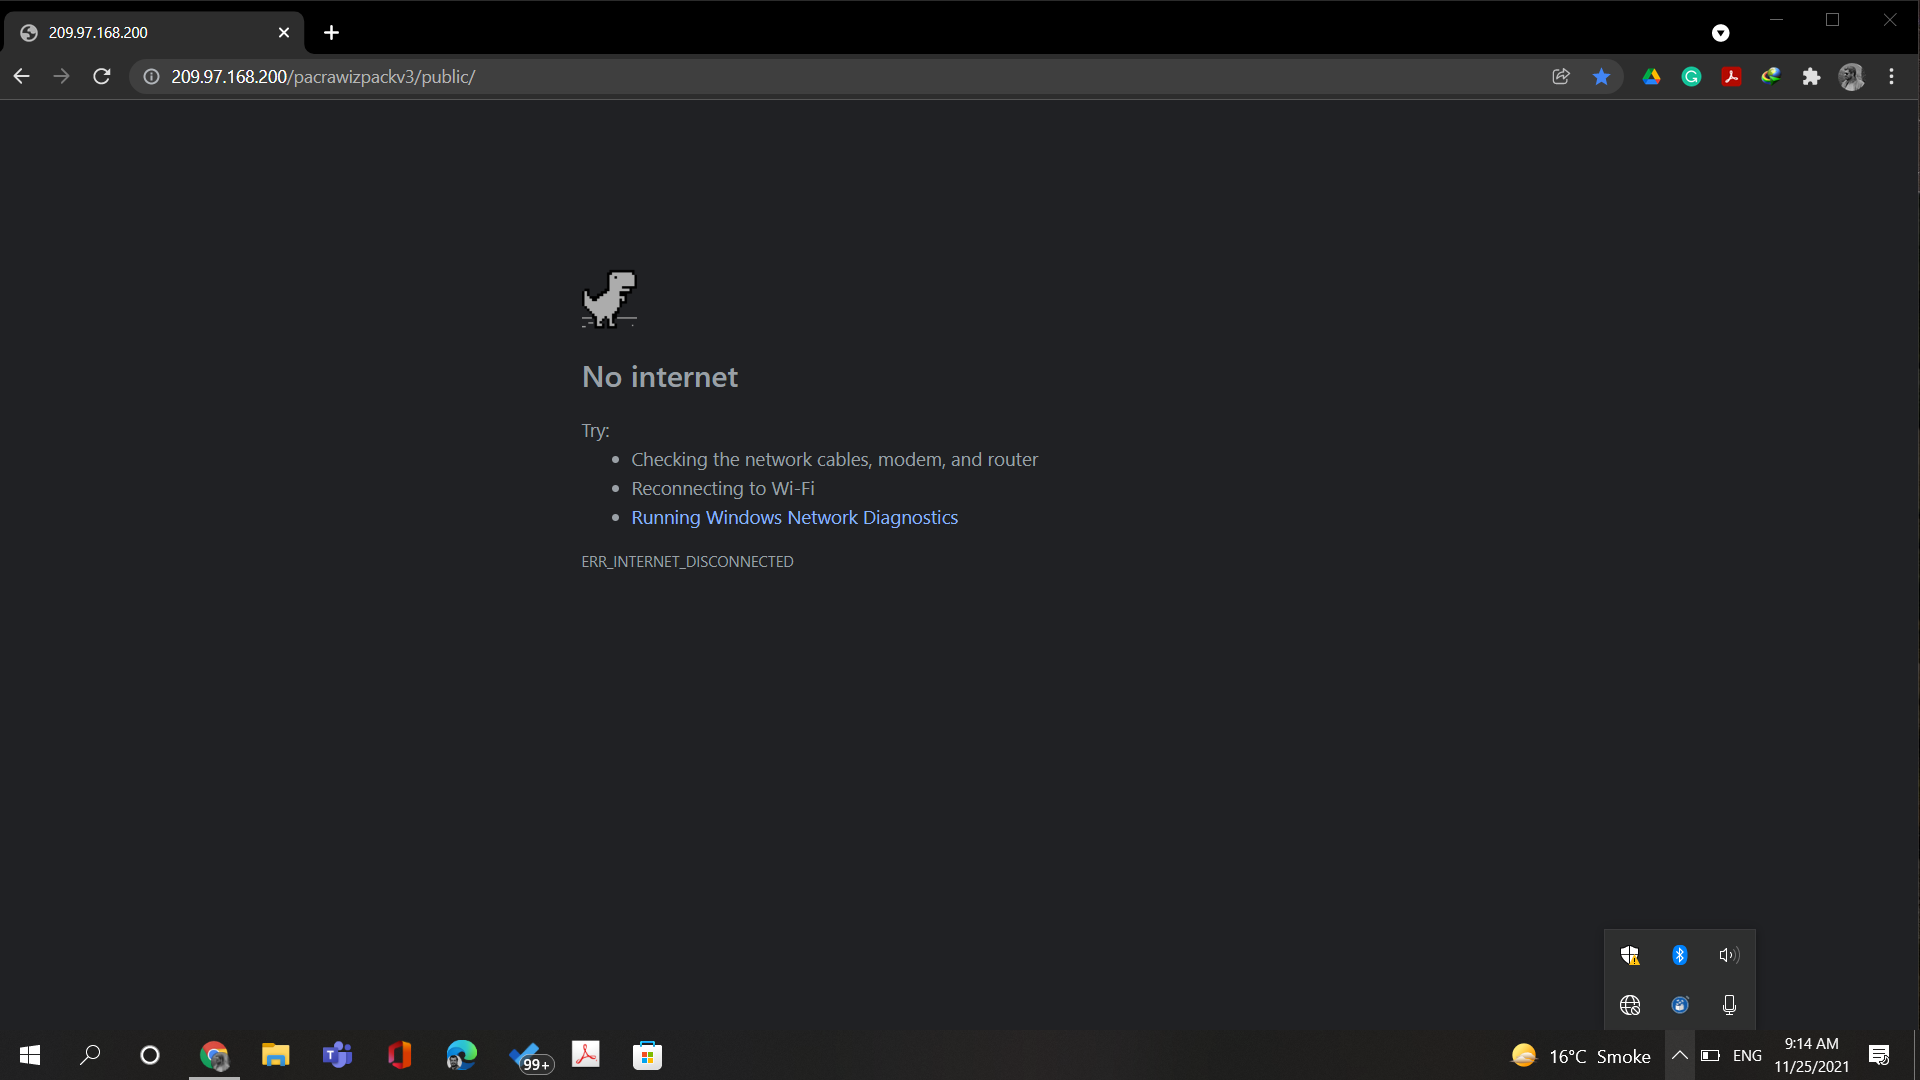 209.97.168.200
209.97.168.200/pacrawizpackv3/public/
No internet
Try:
Checking the network cables, modem, and router
Reconnecting to Wi-Fi
Running Windows Network Diagnostics
ERR_INTERNET_DISCONNECTED
99+
16°C Smoke
ENG
9:14 AM
11/25/2021